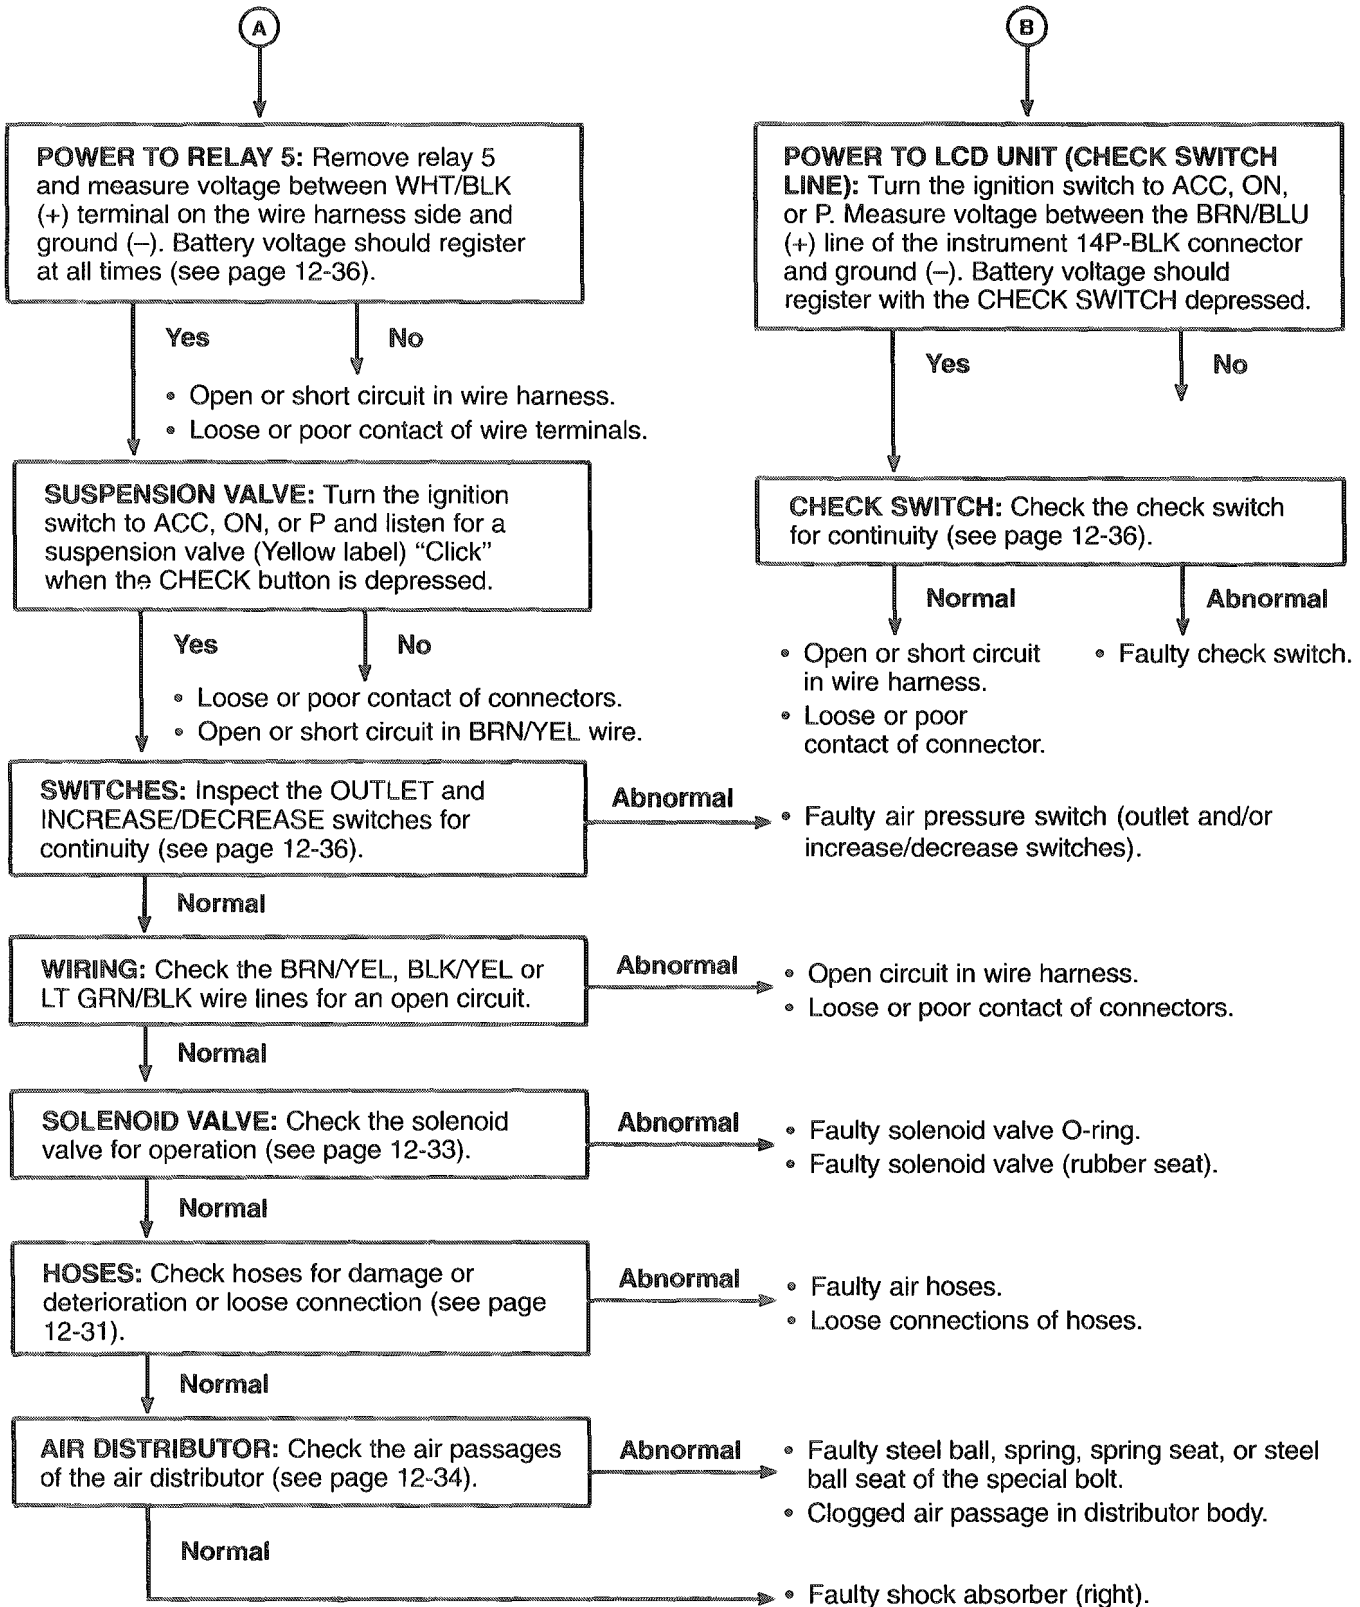 A
POWER TO RELAY 5: Remove relay 5
and measure voltage between WHT/BLK
(+) terminal on the wire harness side and
ground (–). Battery voltage should register
at all times (see page 12-36).
Yes
No
• Open or short circuit in wire harness.
• Loose or poor contact of wire terminals.
SUSPENSION VALVE: Turn the ignition
switch to ACC, ON, or P and listen for a
suspension valve (Yellow label) “Click”
when the CHECK button is depressed.
Yes
No
• Loose or poor contact of connectors.
• Open or short circuit in BRN/YEL wire.
B
POWER TO LCD UNIT (CHECK SWITCH
LINE): Turn the ignition switch to ACC, ON,
or P. Measure voltage between the BRN/BLU
(+) line of the instrument 14P-BLK connector
and ground (–). Battery voltage should
register with the CHECK SWITCH depressed.
Yes
No
CHECK SWITCH: Check the check switch
for continuity (see page 12-36).
Normal
Abnormal
• Open or short circuit
in wire harness.
• Loose or poor
contact of connector.
• Faulty check switch.
SWITCHES: Inspect the OUTLET and
INCREASE/DECREASE switches for
continuity (see page 12-36).
Abnormal
• Faulty air pressure switch (outlet and/or
increase/decrease switches).
Normal
WIRING: Check the BRN/YEL, BLK/YEL or
LT GRN/BLK wire lines for an open circuit.
Abnormal
• Open circuit in wire harness.
• Loose or poor contact of connectors.
Normal
SOLENOID VALVE: Check the solenoid
valve for operation (see page 12-33).
Abnormal
• Faulty solenoid valve O-ring.
• Faulty solenoid valve (rubber seat).
Normal
HOSES: Check hoses for damage or
deterioration or loose connection (see page
12-31).
Abnormal
• Faulty air hoses.
• Loose connections of hoses.
Normal
AIR DISTRIBUTOR: Check the air passages
of the air distributor (see page 12-34).
Abnormal
• Faulty steel ball, spring, spring seat, or steel
ball seat of the special bolt.
• Clogged air passage in distributor body.
Normal
• Faulty shock absorber (right).